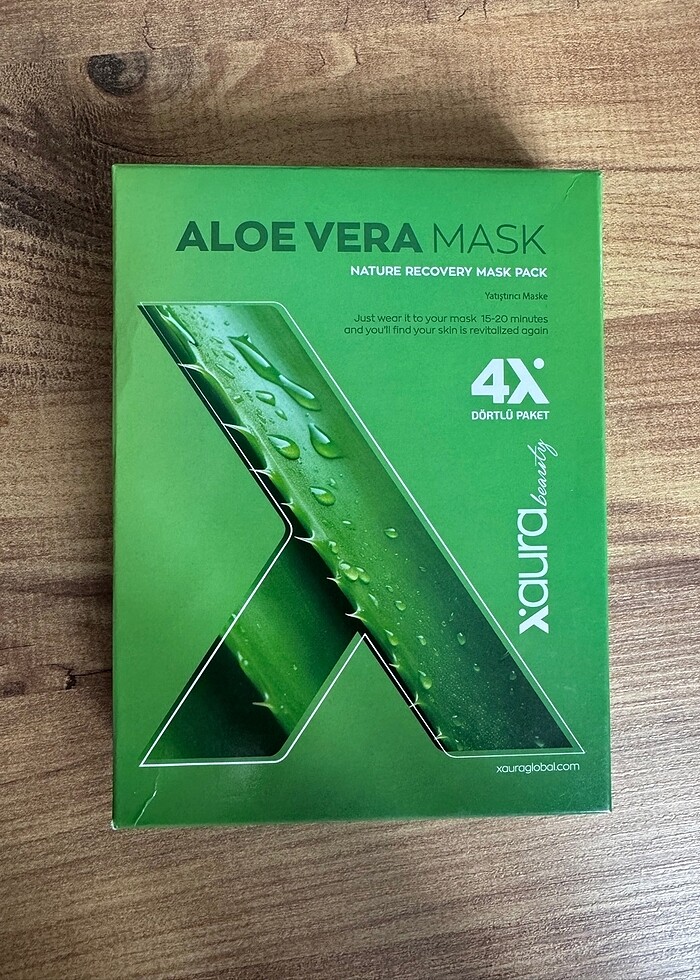 ALOE VERA MASK
NATURE RECOVERY MASK PACK
Yatıştırıcı Maske
Just wear it to your mask 15-20 minutes
and you'll find your skin is revitalized again
4X
DÖRTLÜ PAKET
xaura beauty
xauraglobal.com